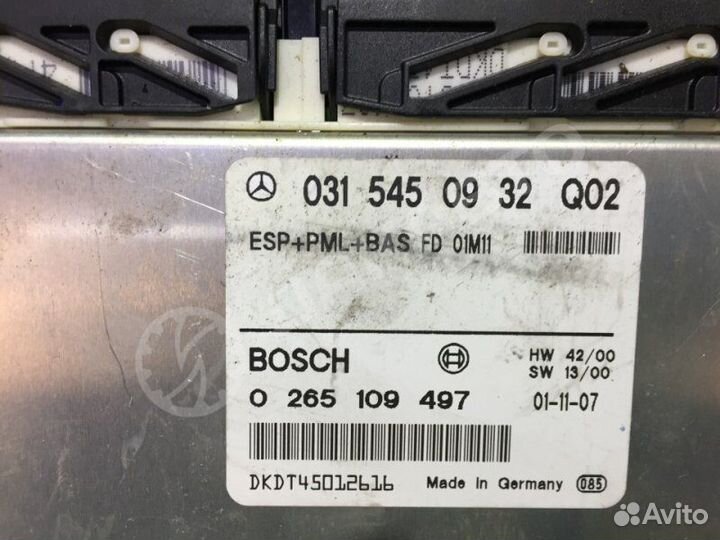 031 545 09 32 Q02
ESP+PML+BAS FD 01M11
BOSCH
HW 42/00
SW 13/00
0 265 109 497
01-11-07
DKDT45012616
Made in Germany
085
Avito